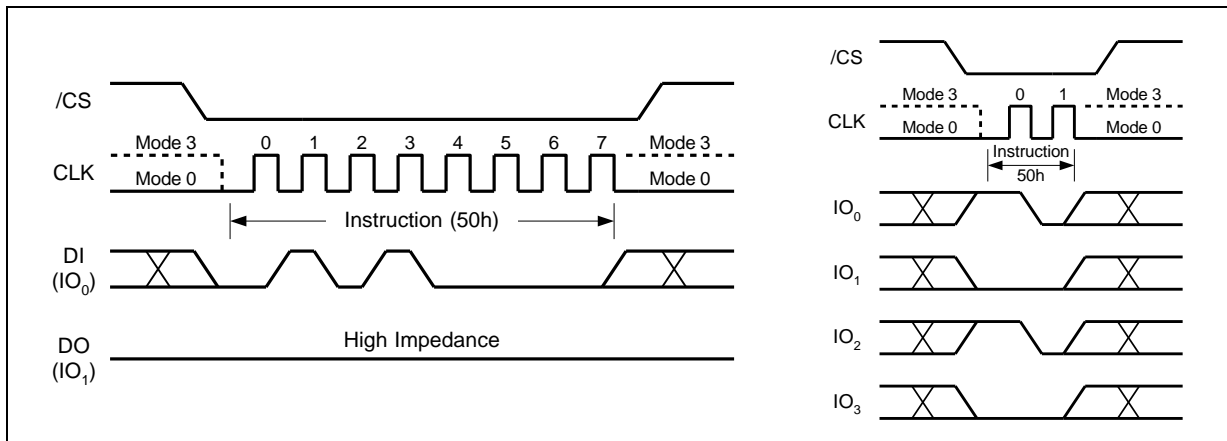 /CS
Mode 3 0 1 2 3 4 5 6 7 Mode 3
CLK
Mode 0 Mode 0
Instruction (50h)
DI
(IO0)
High Impedance
DO
(IO1)
/CS
Mode 3 0 1 Mode 3
CLK
Mode 0 Mode 0
Instruction
50h
IO0
IO1
IO2
IO3